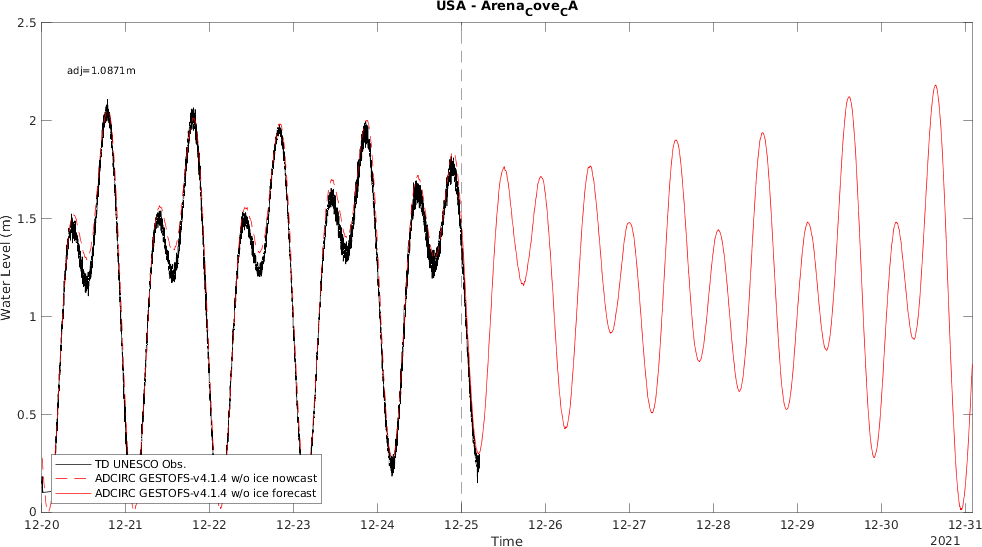 USA - ArenaCoveCA
adj=1.0871m
Water Level (m)
2.5
2
1.5
1
0.5
0
TD UNESCO Obs.
ADCIRC GESTOFS-v4.1.4 w/o ice nowcast
ADCIRC GESTOFS-v4.1.4 w/o ice forecast
12-20 12-21 12-22 12-23 12-24 12-25 12-26 12-27 12-28 12-29 12-30 12-31
Time
2021